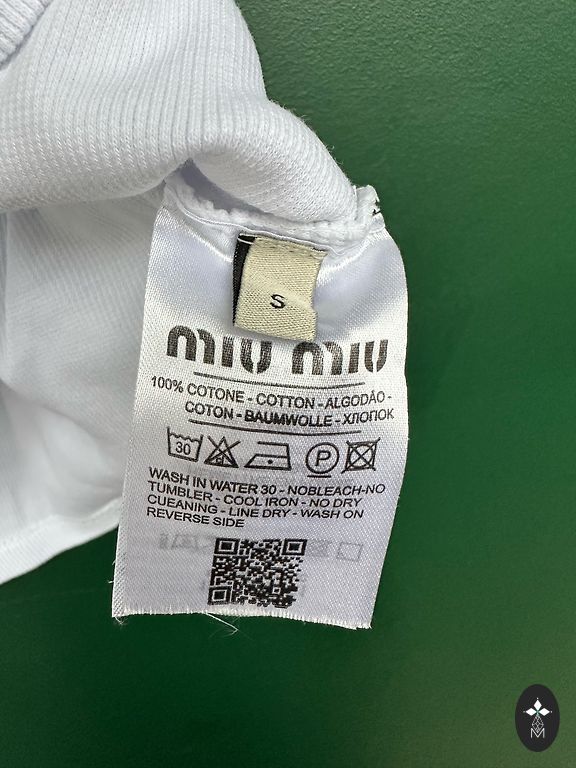 S
MIU MIU
100% COTONE - COTTON - ALGODÃO -
COTON - BAUMWOLLE - ХЛОПОК
30 P
WASH IN WATER 30 - NOBLEACH-NO
TUMBLER - COOL IRON - NO DRY
CUEANING - LINE DRY - WASH ON
REVERSE SIDE
M